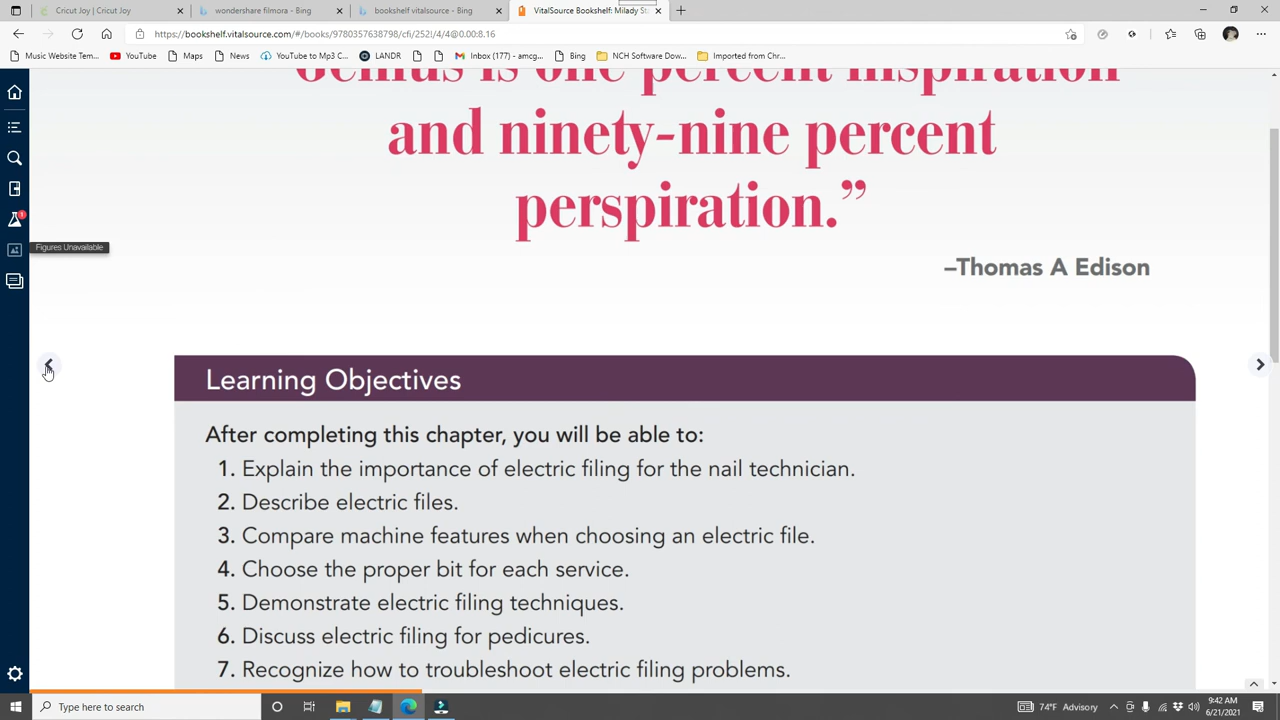 Cricut Joy | Cricut Joy
wondershare filmora - Bing
bookshelf vitalsource - Bing
VitalSource Bookshelf: Milady St
https://bookshelf.vitalsource.com/#/books/9780357638798/cfi/252!/4/4@0.00:8.16
Music Website Tem...
YouTube
Maps
News
YouTube to Mp3 C...
LANDR
Inbox (177) - amcg...
Bing
NCH Software Dow...
Imported from Chr...
Genius is one percent inspiration
and ninety-nine percent
perspiration.”
–Thomas A Edison
1
Figures Unavailable
Learning Objectives
After completing this chapter, you will be able to:
1. Explain the importance of electric filing for the nail technician.
2. Describe electric files.
3. Compare machine features when choosing an electric file.
4. Choose the proper bit for each service.
5. Demonstrate electric filing techniques.
6. Discuss electric filing for pedicures.
7. Recognize how to troubleshoot electric filing problems.
Type here to search
74°F Advisory
9:42 AM
6/21/2021